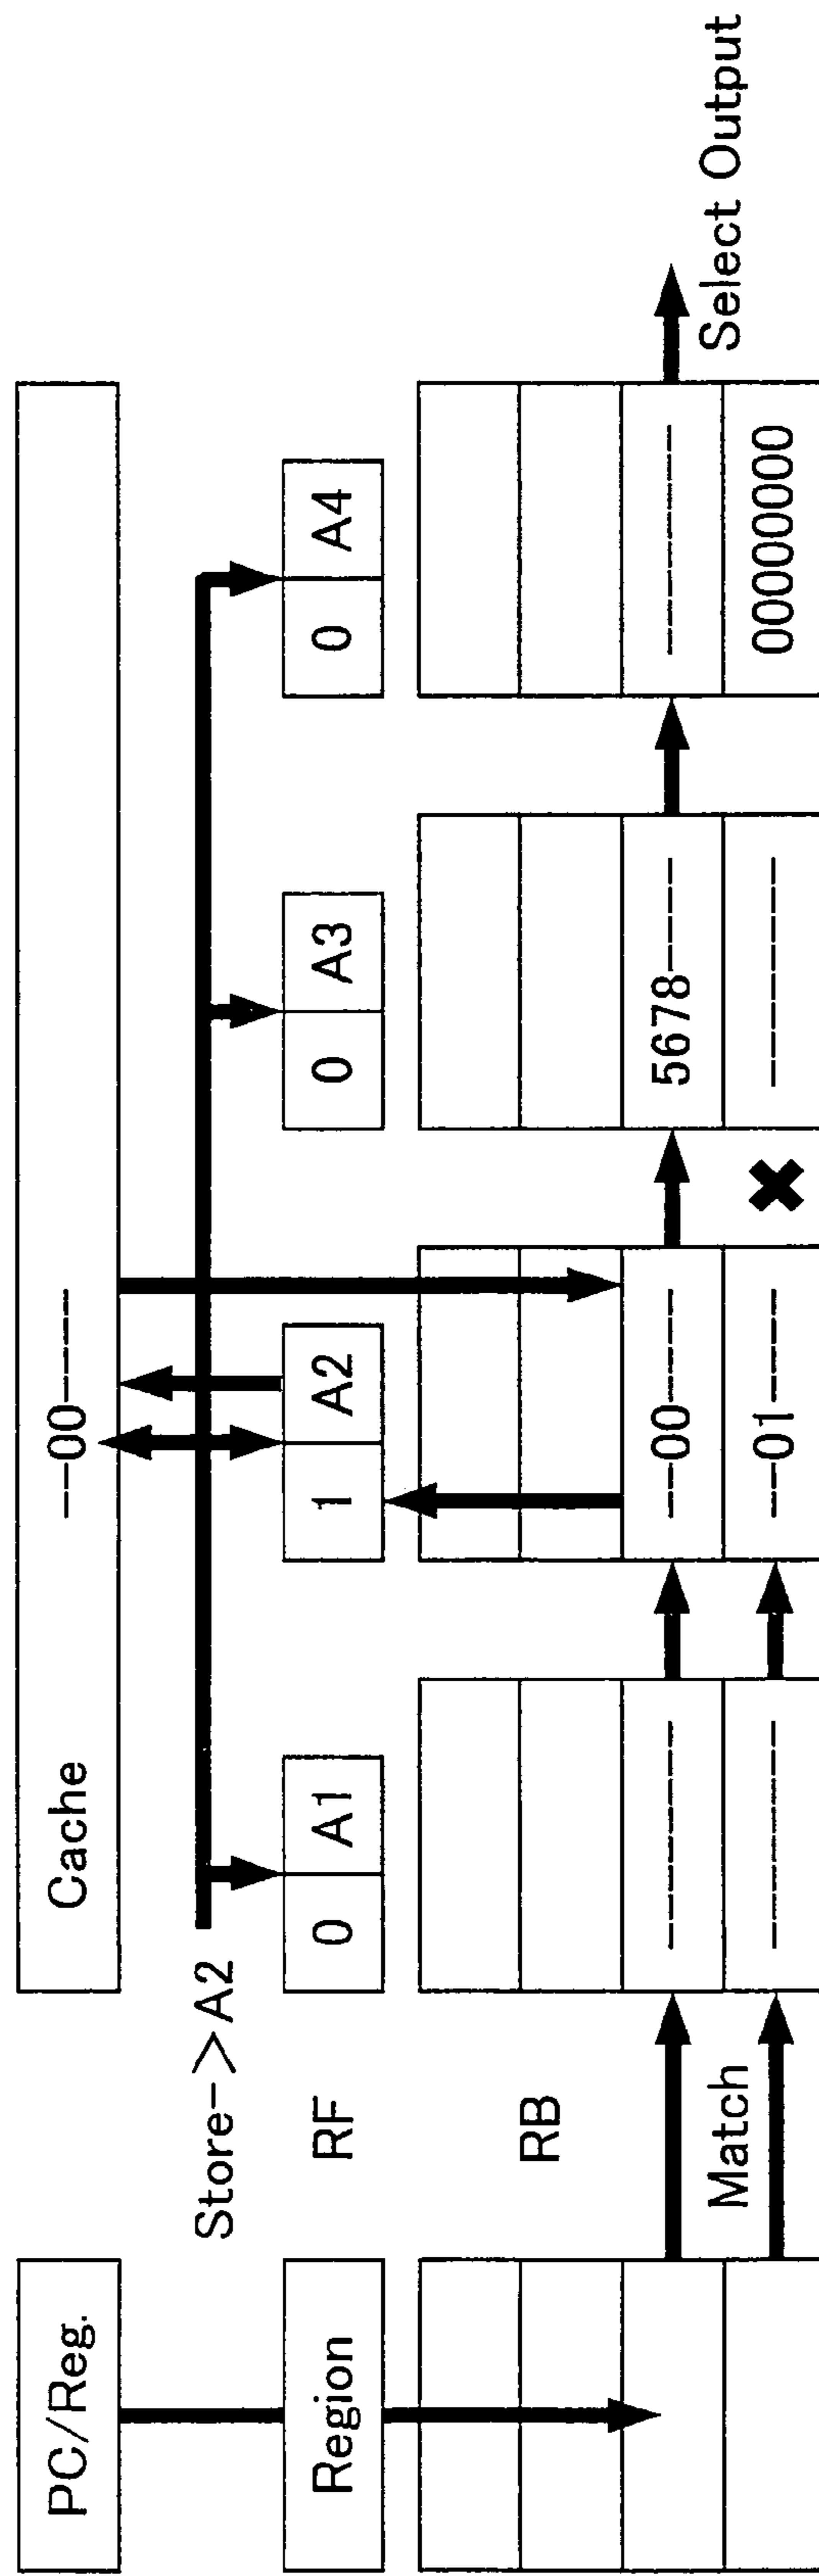 PC/Reg.
Cache
---00------
Store->A2
Region
RF
0 A1
1 A2
0 A3
0 A4
RB
Match
-----------
---00------
5678------
-----------
Select Output
-----------
---01------
-----------
00000000